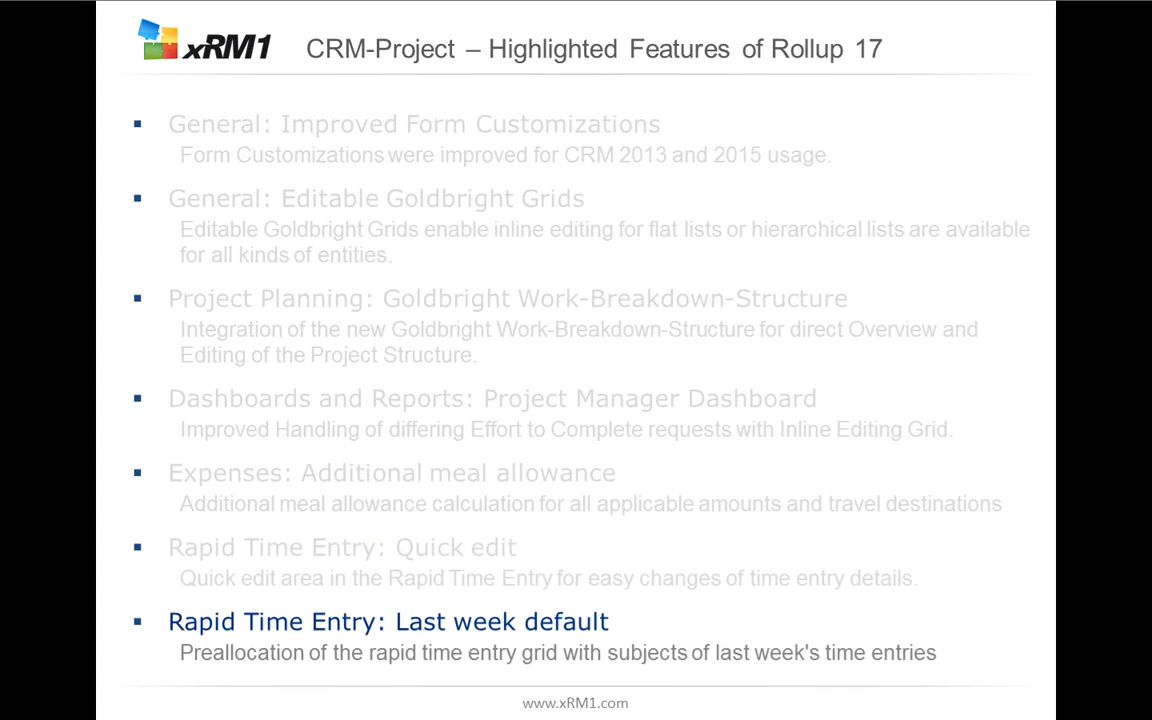 xRM1 CRM-Project – Highlighted Features of Rollup 17
General: Improved Form Customizations
Form Customizations were improved for CRM 2013 and 2015 usage.
General: Editable Goldbright Grids
Editable Goldbright Grids enable inline editing for flat lists or hierarchical lists are available
for all kinds of entities.
Project Planning: Goldbright Work-Breakdown-Structure
Integration of the new Goldbright Work-Breakdown-Structure for direct Overview and
Editing of the Project Structure.
Dashboards and Reports: Project Manager Dashboard
Improved Handling of differing Effort to Complete requests with Inline Editing Grid.
Expenses: Additional meal allowance
Additional meal allowance calculation for all applicable amounts and travel destinations
Rapid Time Entry: Quick edit
Quick edit area in the Rapid Time Entry for easy changes of time entry details.
Rapid Time Entry: Last week default
Preallocation of the rapid time entry grid with subjects of last week's time entries
www.xRM1.com